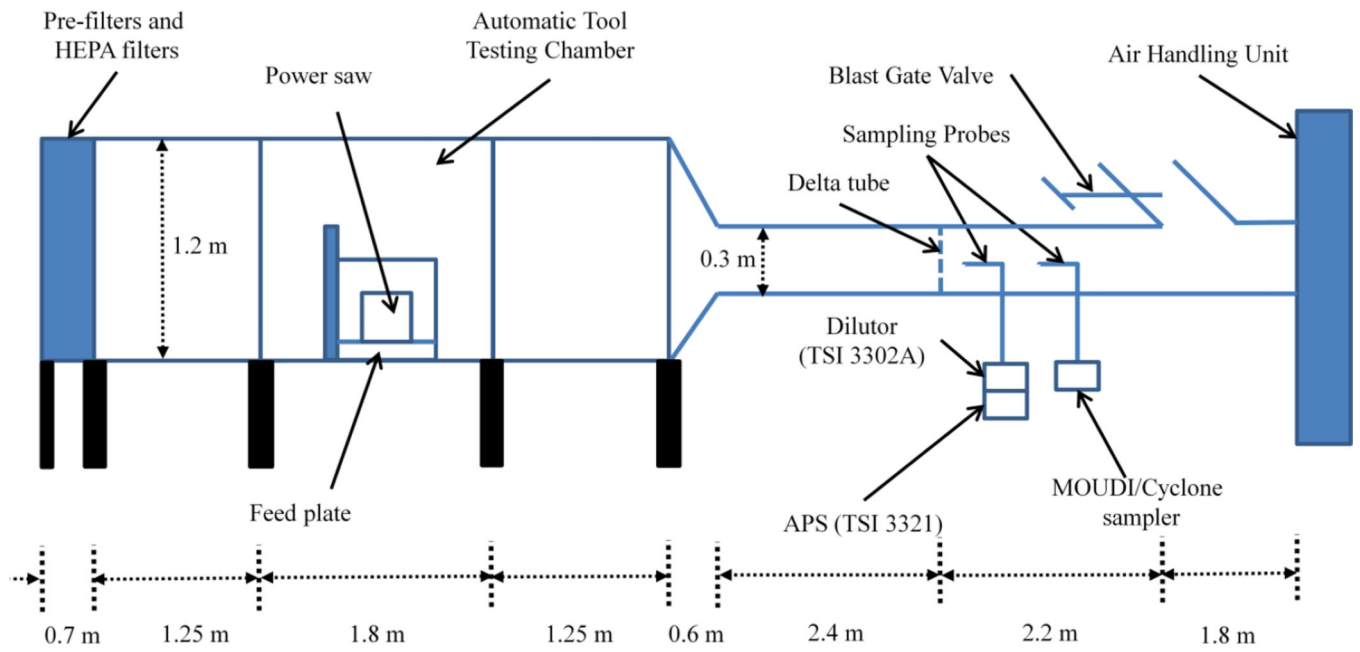 Pre-filters and
HEPA filters
Power saw
Automatic Tool
Testing Chamber
Blast Gate Valve
Air Handling Unit
Sampling Probes
Delta tube
1.2 m
0.3 m
Dilutor
(TSI 3302A)
Feed plate
APS (TSI 3321)
MOUDI/Cyclone
sampler
0.7 m
1.25 m
1.8 m
1.25 m
0.6 m
2.4 m
2.2 m
1.8 m